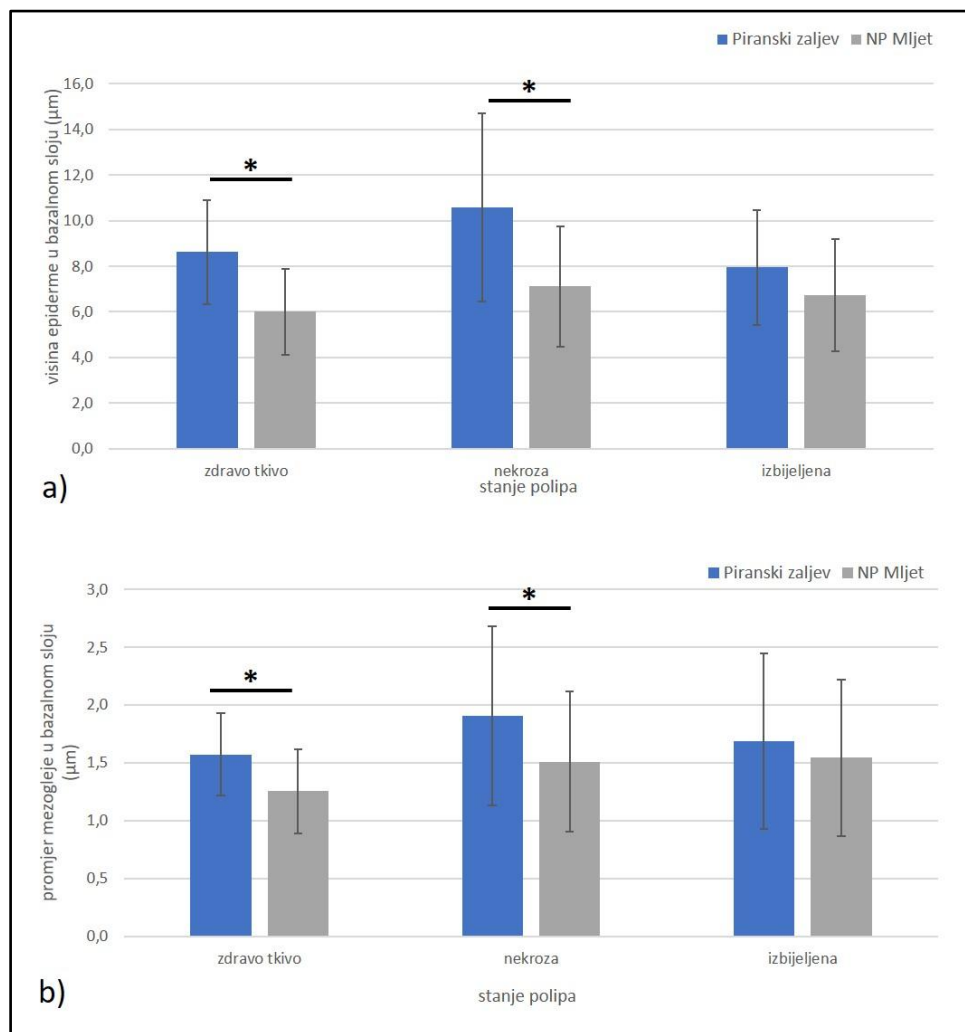 Piranski zaljev NP Mljet
visina epiderme u bazalnom sloju (µm)
16,0
14,0
12,0
10,0
8,0
6,0
4,0
2,0
0,0
*
*
zdravo tkivo nekroza izbijeljena
stanje polipa
a)
Piranski zaljev NP Mljet
promjer mezogleje u bazalnom sloju
(µm)
3,0
2,5
2,0
1,5
1,0
0,5
0,0
*
*
zdravo tkivo nekroza izbijeljena
stanje polipa
b)